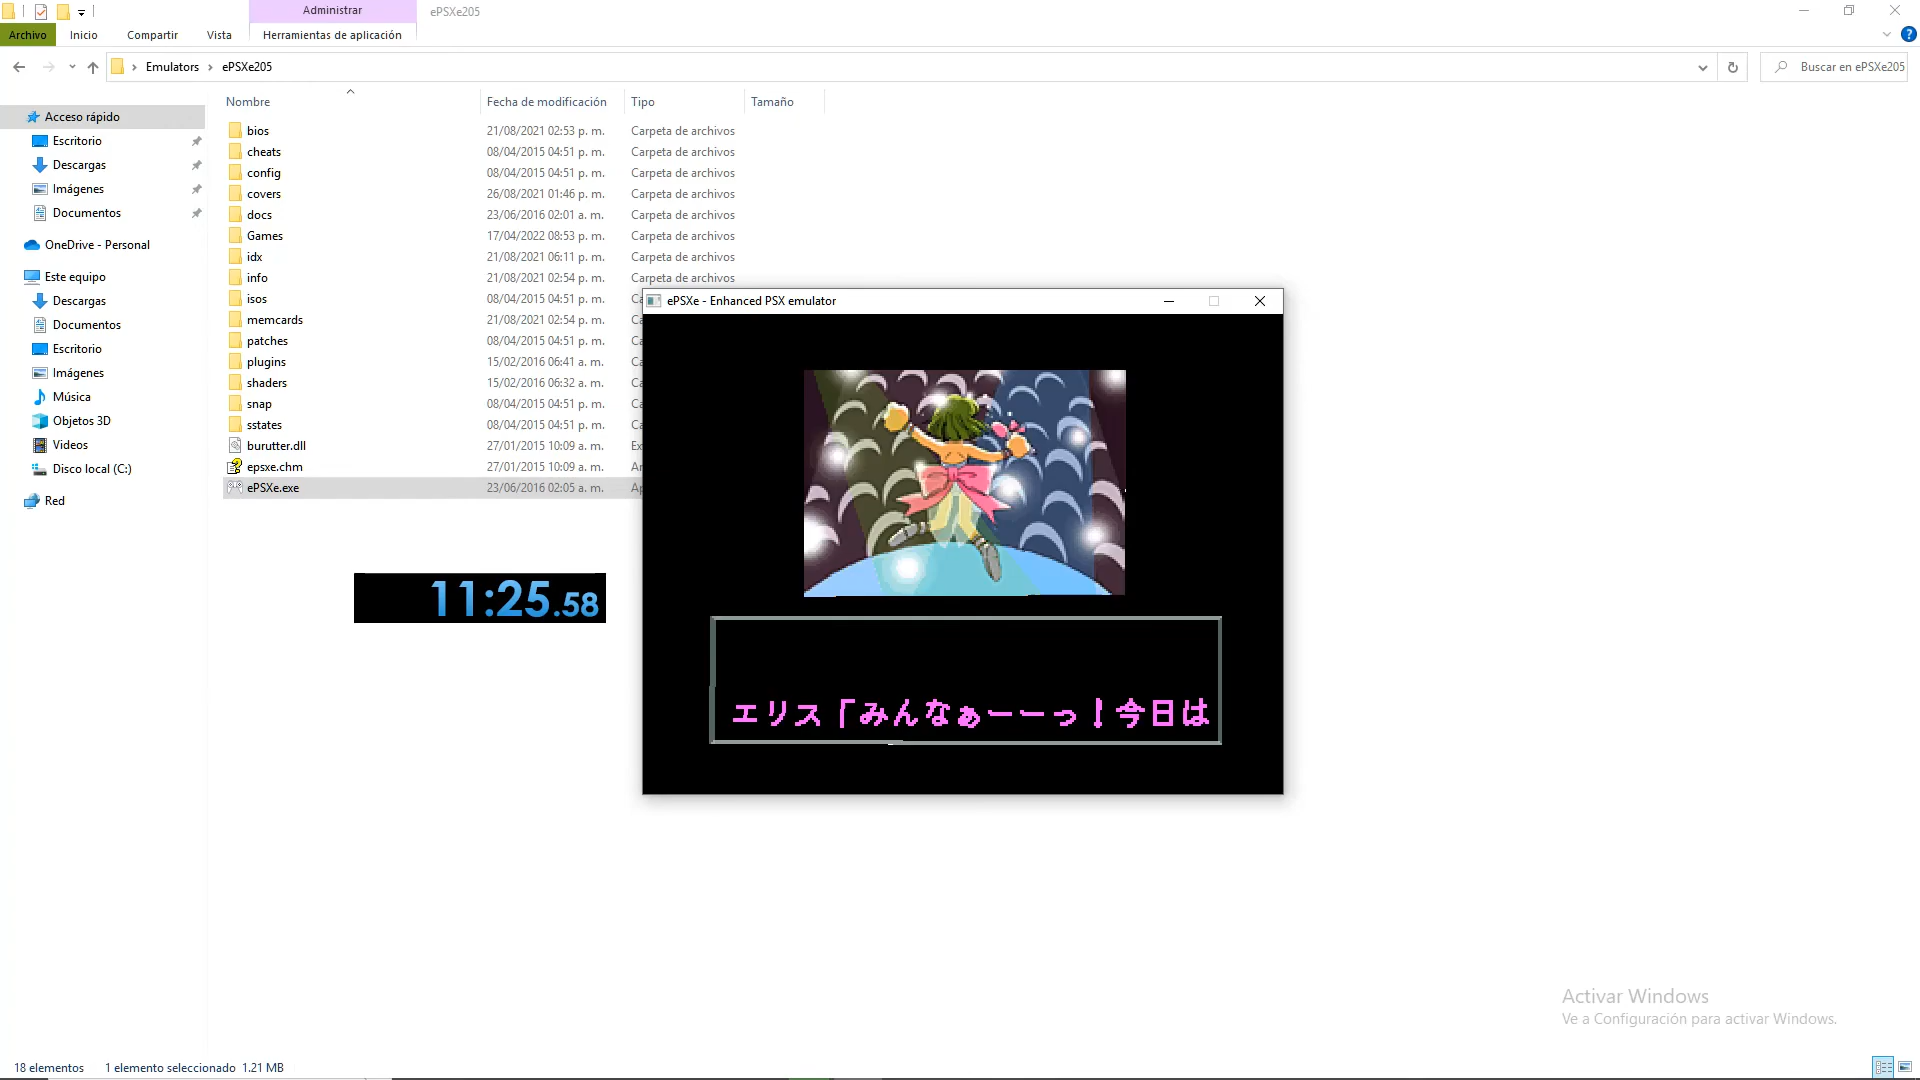 Administrar
ePSXe205
Archivo
Inicio
Compartir
Vista
Herramientas de aplicación
Emulators
ePSXe205
Buscar en ePSXe205
Nombre
Fecha de modificación
Tipo
Tamaño
Acceso rápido
Escritorio
Descargas
Imágenes
Documentos
OneDrive - Personal
Este equipo
Descargas
Documentos
Escritorio
Imágenes
Música
Objetos 3D
Videos
Disco local (C:)
Red
bios 21/08/2021 02:53 p. m. Carpeta de archivos
cheats 08/04/2015 04:51 p. m. Carpeta de archivos
config 08/04/2015 04:51 p. m. Carpeta de archivos
covers 26/08/2021 01:46 p. m. Carpeta de archivos
docs 23/06/2016 02:01 a. m. Carpeta de archivos
Games 17/04/2022 08:53 p. m. Carpeta de archivos
idx 21/08/2021 06:11 p. m. Carpeta de archivos
info 21/08/2021 02:54 p. m. Carpeta de archivos
isos 08/04/2015 04:51 p. m.
memcards 21/08/2021 02:54 p. m.
patches 08/04/2015 04:51 p. m.
plugins 15/02/2016 06:41 a. m.
shaders 15/02/2016 06:32 a. m.
snap 08/04/2015 04:51 p. m.
sstates 08/04/2015 04:51 p. m.
burutter.dll 27/01/2015 10:09 a. m.
epsxe.chm 27/01/2015 10:09 a. m.
ePSXe.exe 23/06/2016 02:05 a. m.
11:25.58
ePSXe - Enhanced PSX emulator
エリス「みんなぁーーっ！今日は
Activar Windows
Ve a Configuración para activar Windows.
18 elementos
1 elemento seleccionado 1.21 MB